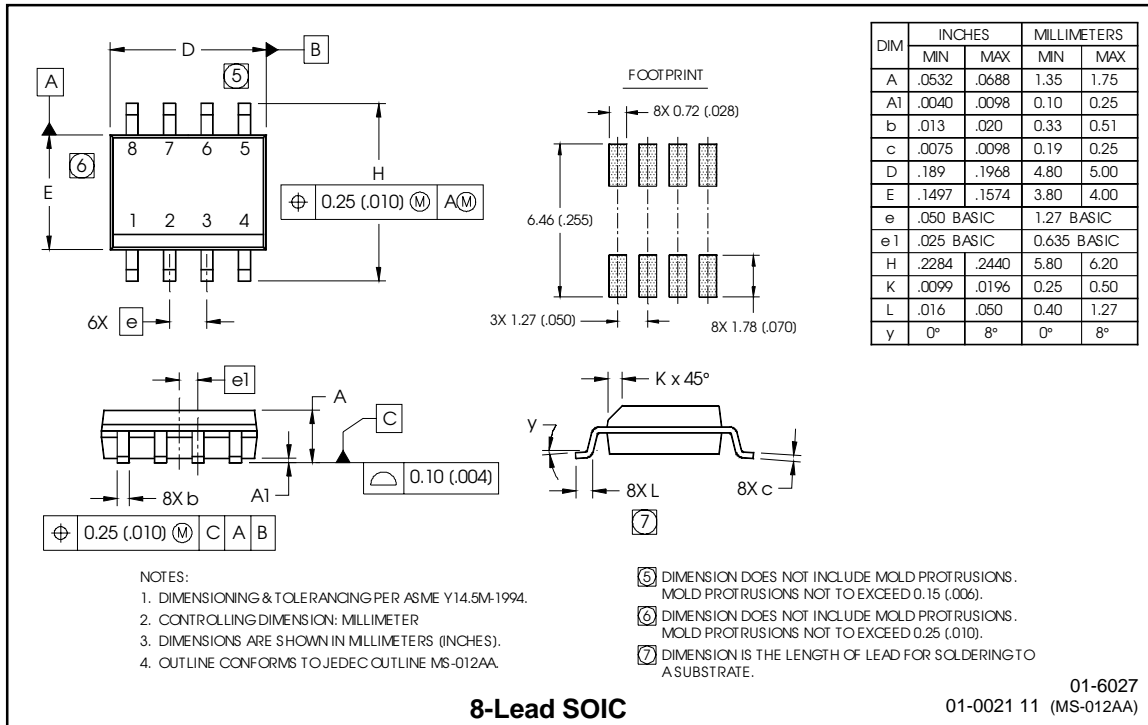 D
B
5
A
8 7 6 5
6
E
H
⌖ 0.25 (.010) Ⓜ AⓂ
1 2 3 4
6X e
FOOTPRINT
8X 0.72 (.028)
6.46 (.255)
3X 1.27 (.050)
8X 1.78 (.070)
DIM INCHES MILLIMETERS
MIN MAX MIN MAX
A .0532 .0688 1.35 1.75
A1 .0040 .0098 0.10 0.25
b .013 .020 0.33 0.51
c .0075 .0098 0.19 0.25
D .189 .1968 4.80 5.00
E .1497 .1574 3.80 4.00
e .050 BASIC 1.27 BASIC
e1 .025 BASIC 0.635 BASIC
H .2284 .2440 5.80 6.20
K .0099 .0196 0.25 0.50
L .016 .050 0.40 1.27
y 0° 8° 0° 8°
e1
A
C
0.10 (.004)
8X b
A1
⌖ 0.25 (.010) Ⓜ C A B
K x 45°
y
8X L
7
8X c
NOTES:
1. DIMENSIONING & TOLERANCING PER ASME Y14.5M-1994.
2. CONTROLLING DIMENSION: MILLIMETER
3. DIMENSIONS ARE SHOWN IN MILLIMETERS (INCHES).
4. OUTLINE CONFORMS TO JEDEC OUTLINE MS-012AA.
5 DIMENSION DOES NOT INCLUDE MOLD PROTRUSIONS.
MOLD PROTRUSIONS NOT TO EXCEED 0.15 (.006).
6 DIMENSION DOES NOT INCLUDE MOLD PROTRUSIONS.
MOLD PROTRUSIONS NOT TO EXCEED 0.25 (.010).
7 DIMENSION IS THE LENGTH OF LEAD FOR SOLDERING TO
A SUBSTRATE.
8-Lead SOIC
01-6027
01-0021 11 (MS-012AA)